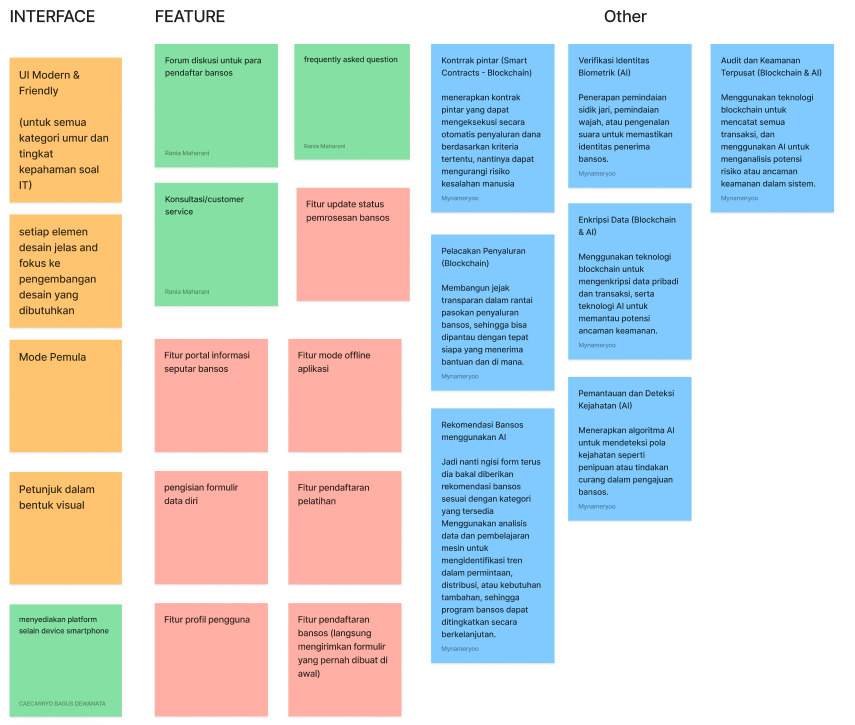 INTERFACE
UI Modern &
Friendly
(untuk semua
kategori umur dan
tingkat
kepahaman soal
IT)
setiap elemen
desain jelas and
fokus ke
pengembangan
desain yang
dibutuhkan
Mode Pemula
Petunjuk dalam
bentuk visual
menyediakan platform
selain device smartphone
CAECARRYO BAGUS DEWANATA
FEATURE
Forum diskusi untuk para
pendaftar bansos
Rania Maharani
frequently asked question
Rania Maharani
Konsultasi/customer
service
Rania Maharani
Fitur update status
pemrosesan bansos
Fitur portal informasi
seputar bansos
Fitur mode offline
aplikasi
pengisian formulir
data diri
Fitur pendaftaran
pelatihan
Fitur profil pengguna
Fitur pendaftaran
bansos (langsung
mengirimkan formulir
yang pernah dibuat di
awal)
Other
Kontrrak pintar (Smart
Contracts - Blockchain)
menerapkan kontrak
pintar yang dapat
mengeksekusi secara
otomatis penyaluran dana
berdasarkan kriteria
tertentu, nantinya dapat
mengurangi risiko
kesalahan manusia
Mynameryoo
Pelacakan Penyaluran
(Blockchain)
Membangun jejak
transparan dalam rantai
pasokan penyaluran
bansos, sehingga bisa
dipantau dengan tepat
siapa yang menerima
bantuan dan di mana.
Mynameryoo
Rekomendasi Bansos
menggunakan AI
Jadi nanti ngisi form terus
dia bakal diberikan
rekomendasi bansos
sesuai dengan kategori
yang tersedia
Menggunakan analisis
data dan pembelajaran
mesin untuk
mengidentifikasi tren
dalam permintaan,
distribusi, atau kebutuhan
tambahan, sehingga
program bansos dapat
ditingkatkan secara
berkelanjutan.
Mynameryoo
Verifikasi Identitas
Biometrik (AI)
Penerapan pemindaian
sidik jari, pemindaian
wajah, atau pengenalan
suara untuk memastikan
identitas penerima
bansos.
Mynameryoo
Enkripsi Data (Blockchain
& AI)
Menggunakan teknologi
blockchain untuk
mengenkripsi data pribadi
dan transaksi, serta
teknologi AI untuk
memantau potensi
ancaman keamanan.
Mynameryoo
Pemantauan dan Deteksi
Kejahatan (AI)
Menerapkan algoritma AI
untuk mendeteksi pola
kejahatan seperti
penipuan atau tindakan
curang dalam pengajuan
bansos.
Mynameryoo
Audit dan Keamanan
Terpusat (Blockchain & AI)
Menggunakan teknologi
blockchain untuk
mencatat semua
transaksi, dan
menggunakan AI untuk
menganalisis potensi
risiko atau ancaman
keamanan dalam sistem.
Mynameryoo